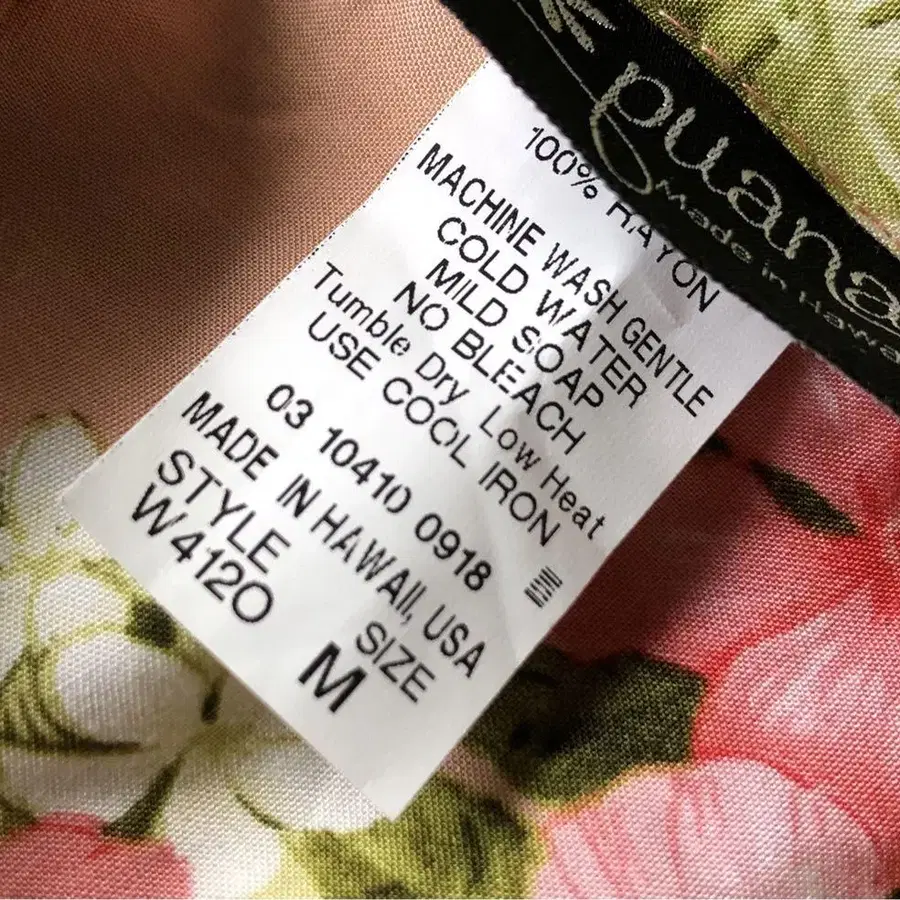 puana
Made in Hawa
100% RAYON
MACHINE WASH GENTLE
COLD WATER
MILD SOAP
NO BLEACH
Tumble Dry, Low Heat
USE COOL IRON
03 10410 0918
MADE IN HAWAII, USA
STYLE SIZE
W4120 M